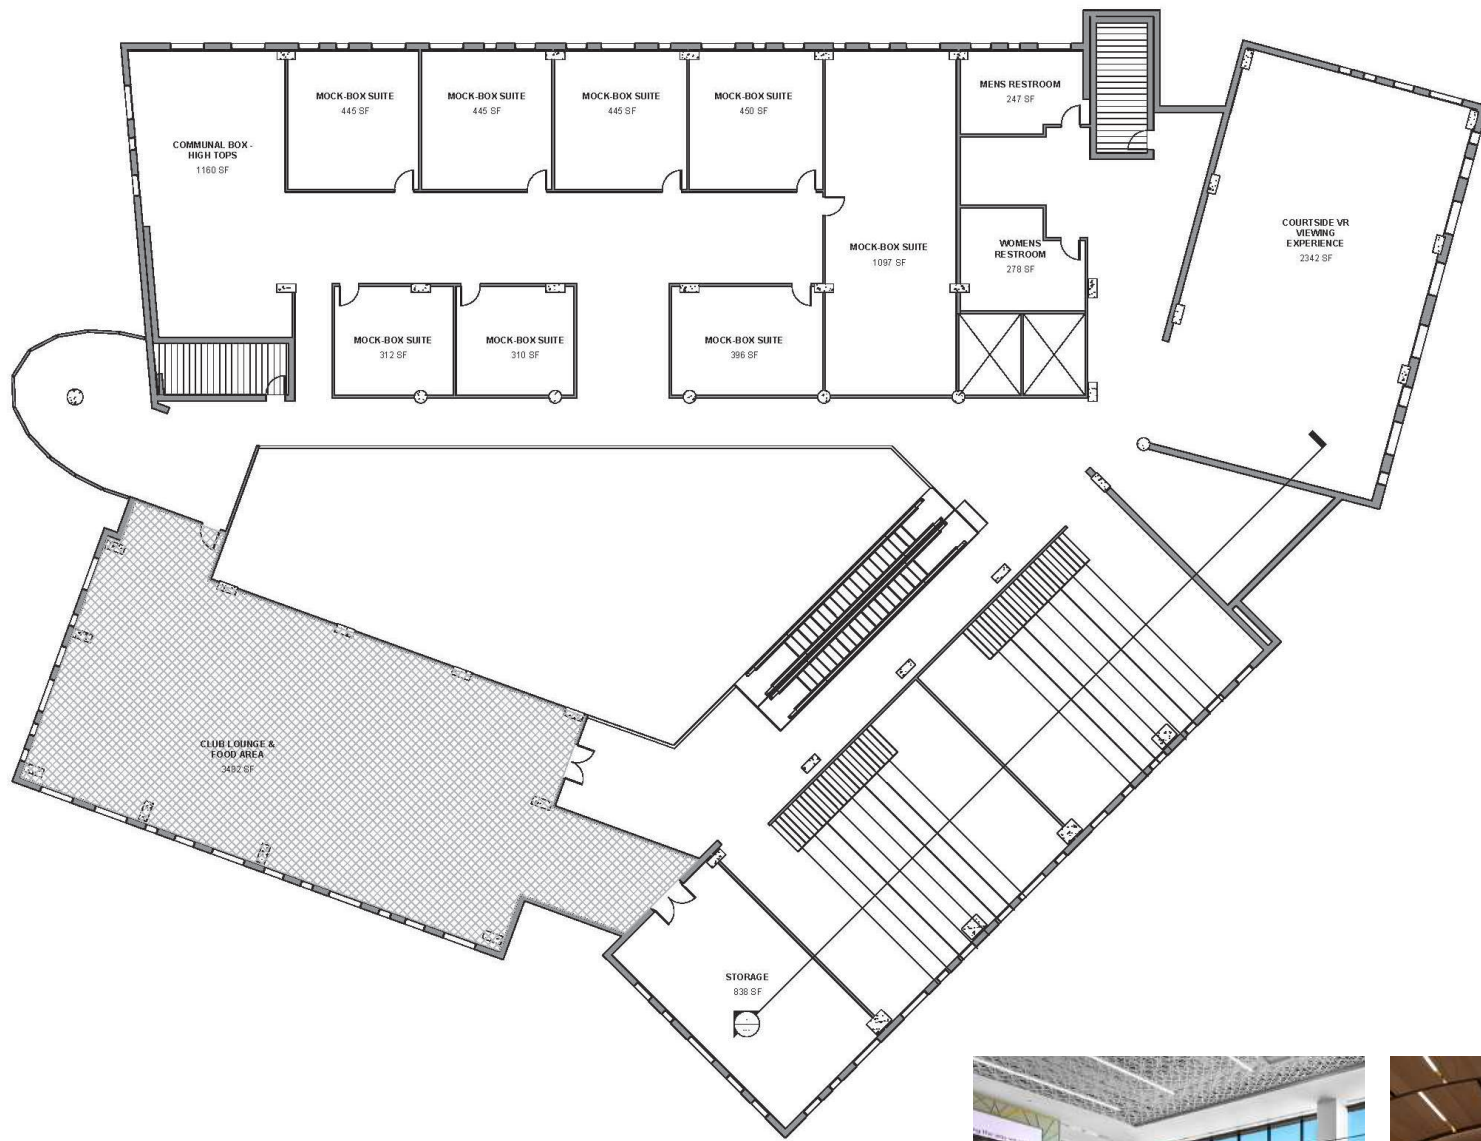 MOCK-BOX SUITE
445 SF
MOCK-BOX SUITE
445 SF
MOCK-BOX SUITE
445 SF
MOCK-BOX SUITE
450 SF
MENS RESTROOM
247 SF
COMMUNAL BOX -
HIGH TOPS
1160 SF
COURTSIDE VR
VIEWING
EXPERIENCE
2342 SF
MOCK-BOX SUITE
1097 SF
WOMENS
RESTROOM
278 SF
MOCK-BOX SUITE
312 SF
MOCK-BOX SUITE
310 SF
MOCK-BOX SUITE
396 SF
CLUB LOUNGE &
FOOD AREA
3482 SF
STORAGE
838 SF